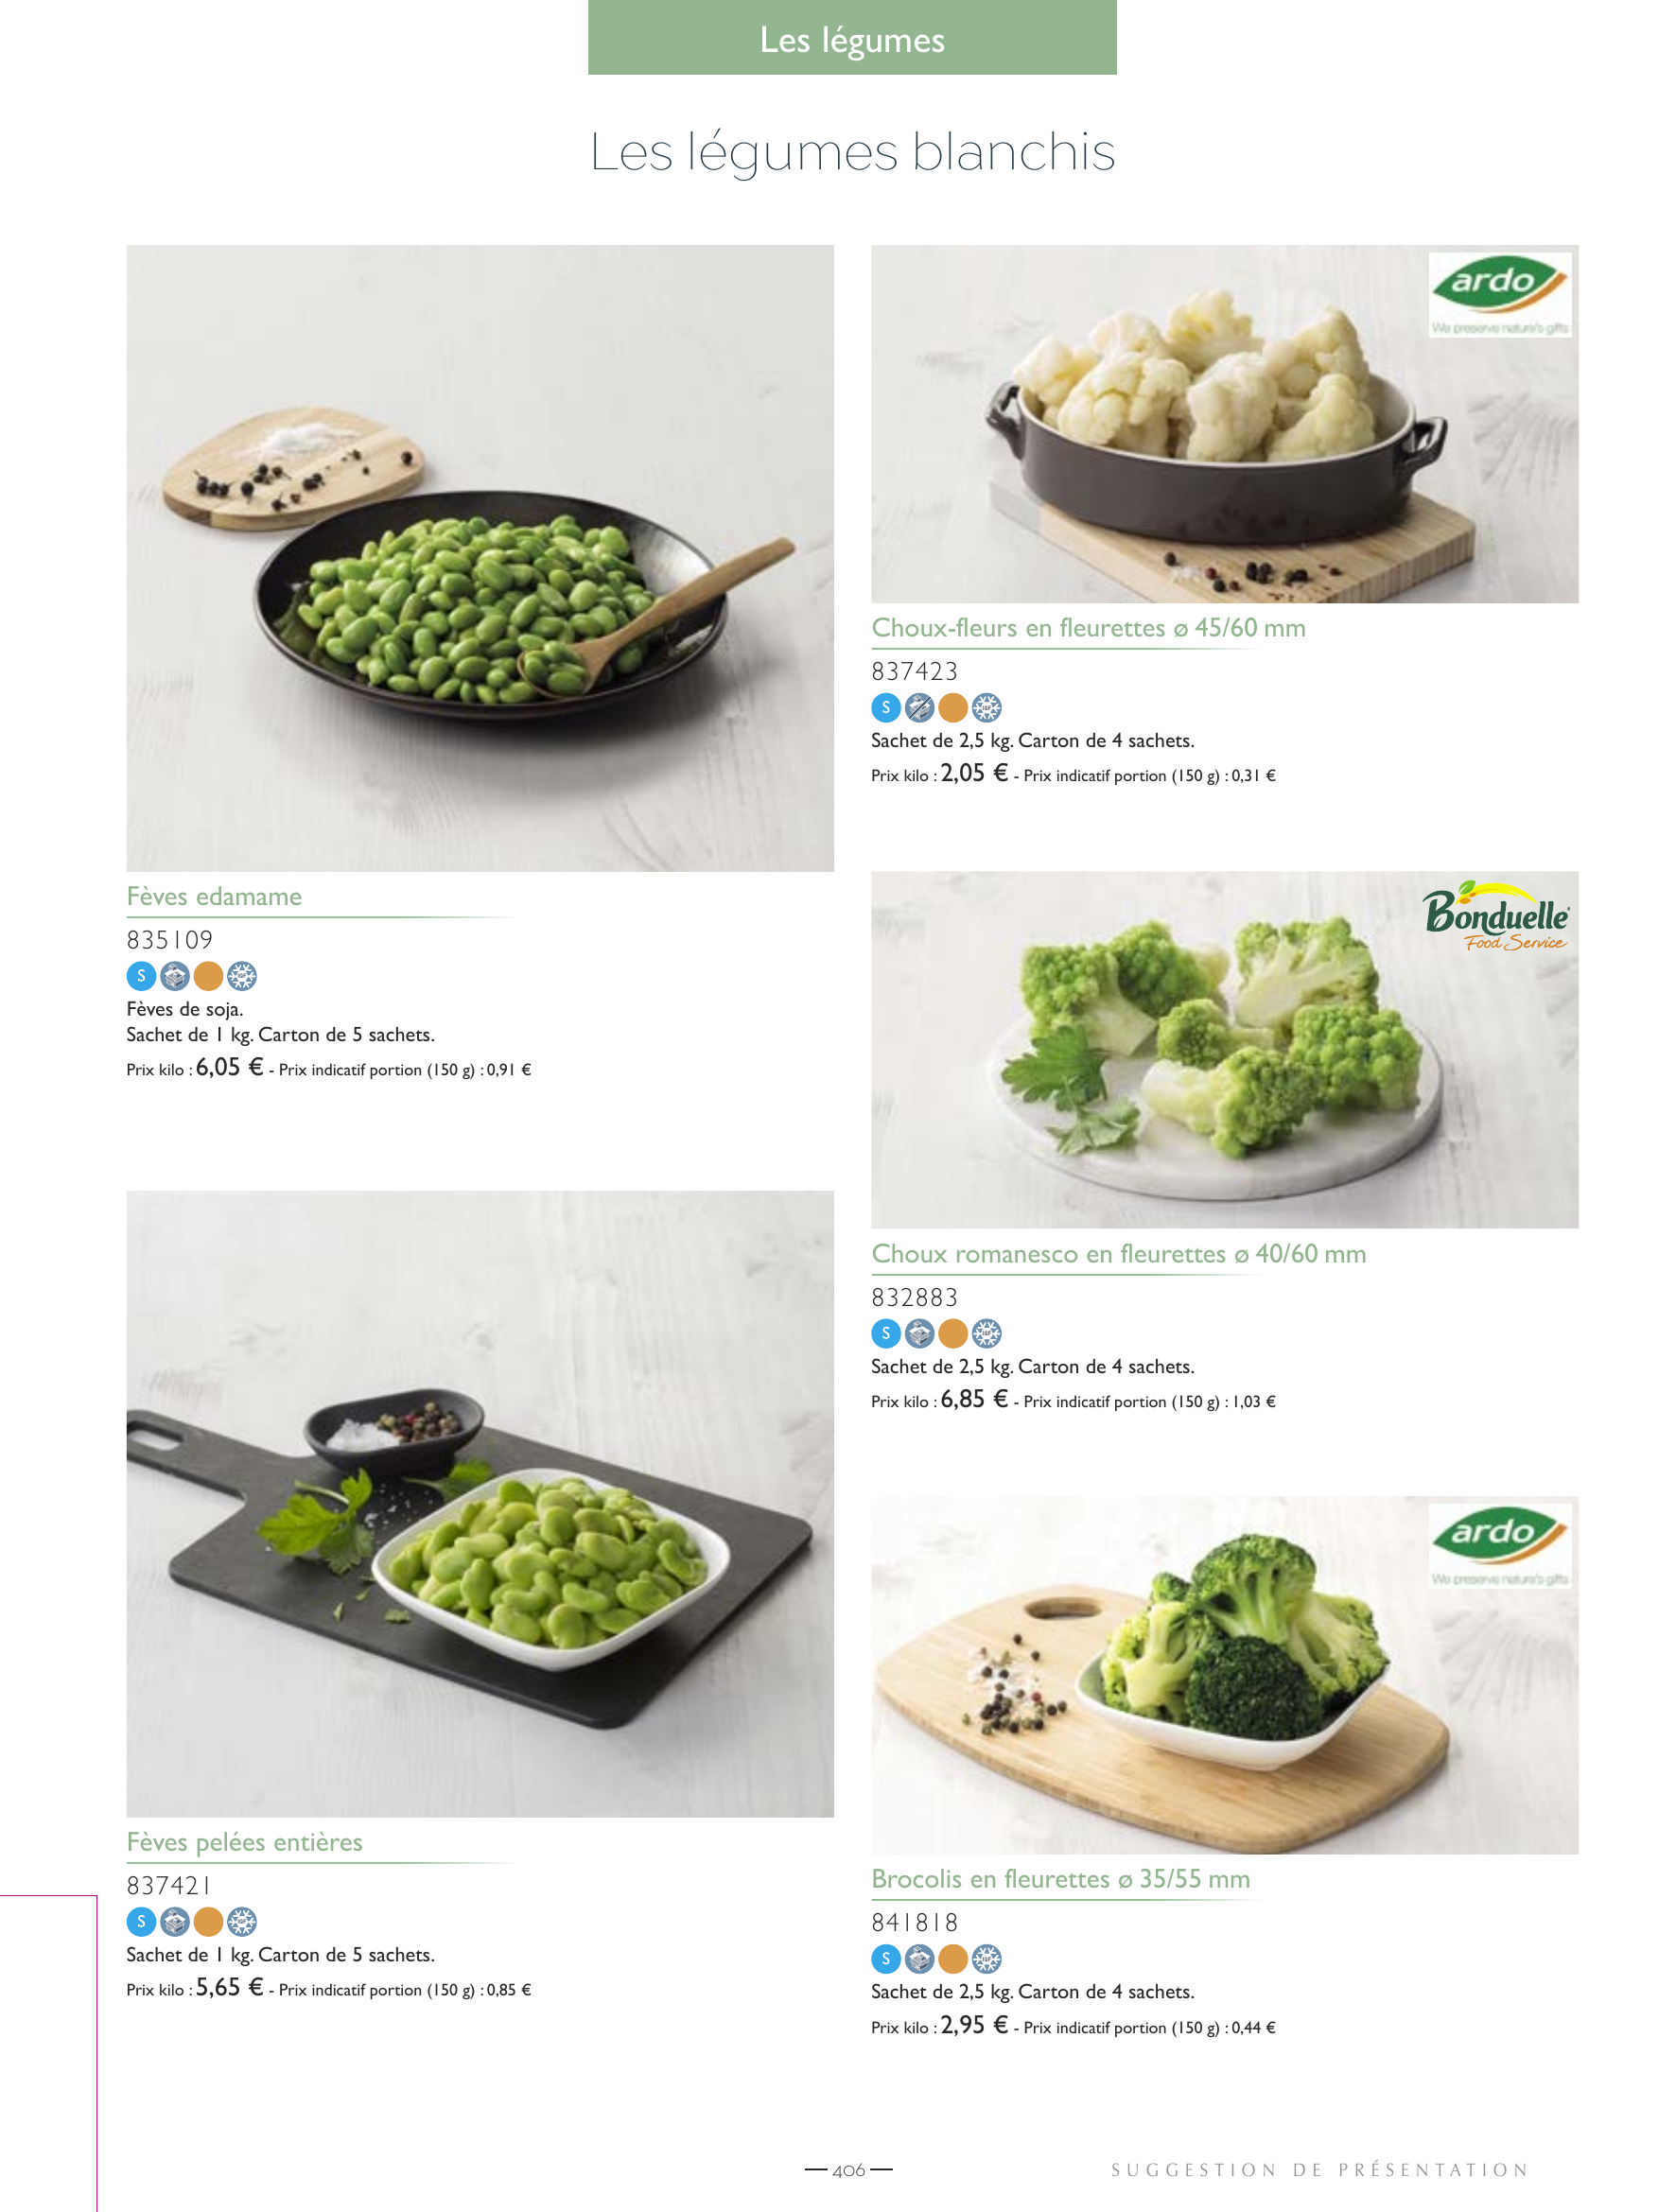 Les légumes
Les légumes blanchis
Fèves edamame
835109
S
Fèves de soja.
Sachet de 1 kg. Carton de 5 sachets.
Prix kilo : 6,05 € - Prix indicatif portion (150 g) : 0,91 €
Fèves pelées entières
837421
S
Sachet de 1 kg. Carton de 5 sachets.
Prix kilo : 5,65 € - Prix indicatif portion (150 g) : 0,85 €
ardo
We preserve nature's gifts
Choux-fleurs en fleurettes ø 45/60 mm
837423
S
Sachet de 2,5 kg. Carton de 4 sachets.
Prix kilo : 2,05 € - Prix indicatif portion (150 g) : 0,31 €
Bonduelle
Food Service
Choux romanesco en fleurettes ø 40/60 mm
832883
S
Sachet de 2,5 kg. Carton de 4 sachets.
Prix kilo : 6,85 € - Prix indicatif portion (150 g) : 1,03 €
ardo
We preserve nature's gifts
Brocolis en fleurettes ø 35/55 mm
841818
S
Sachet de 2,5 kg. Carton de 4 sachets.
Prix kilo : 2,95 € - Prix indicatif portion (150 g) : 0,44 €
406
SUGGESTION DE PRÉSENTATION